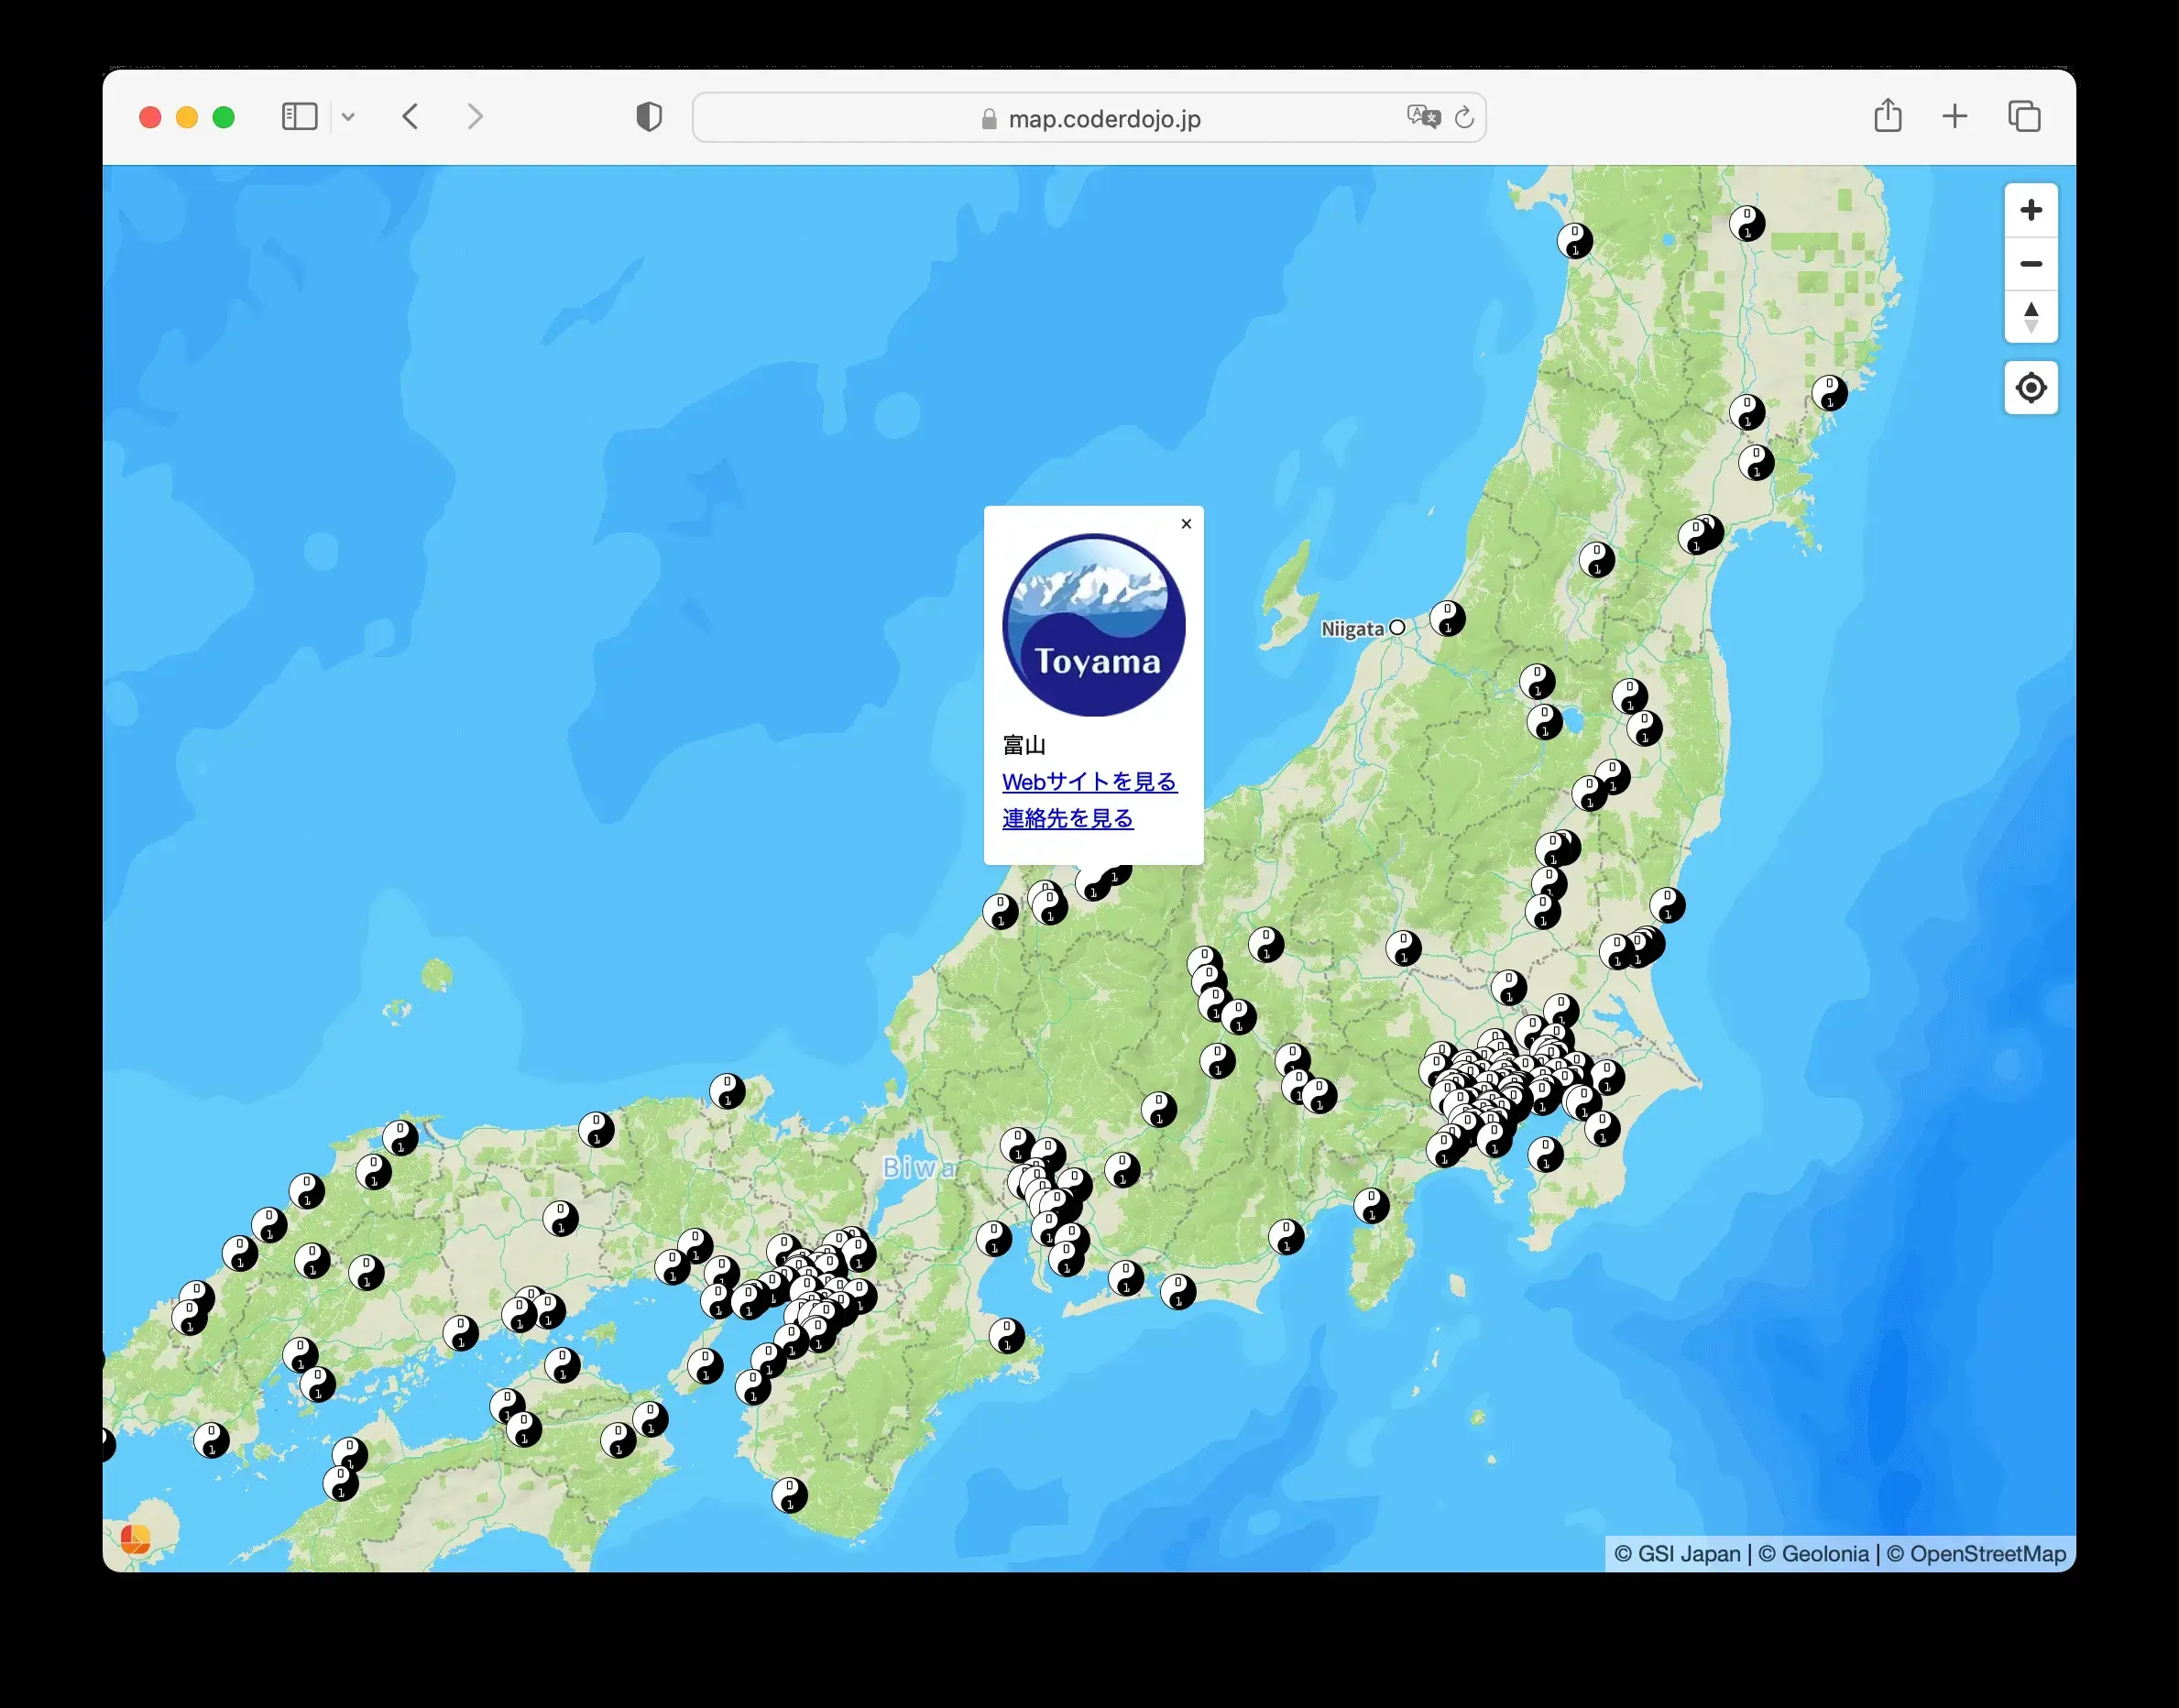 map.coderdojo.jp
Niigata
Toyama
富山
Webサイトを見る
連絡先を見る
Biwa
© GSI Japan | © Geolonia | © OpenStreetMap